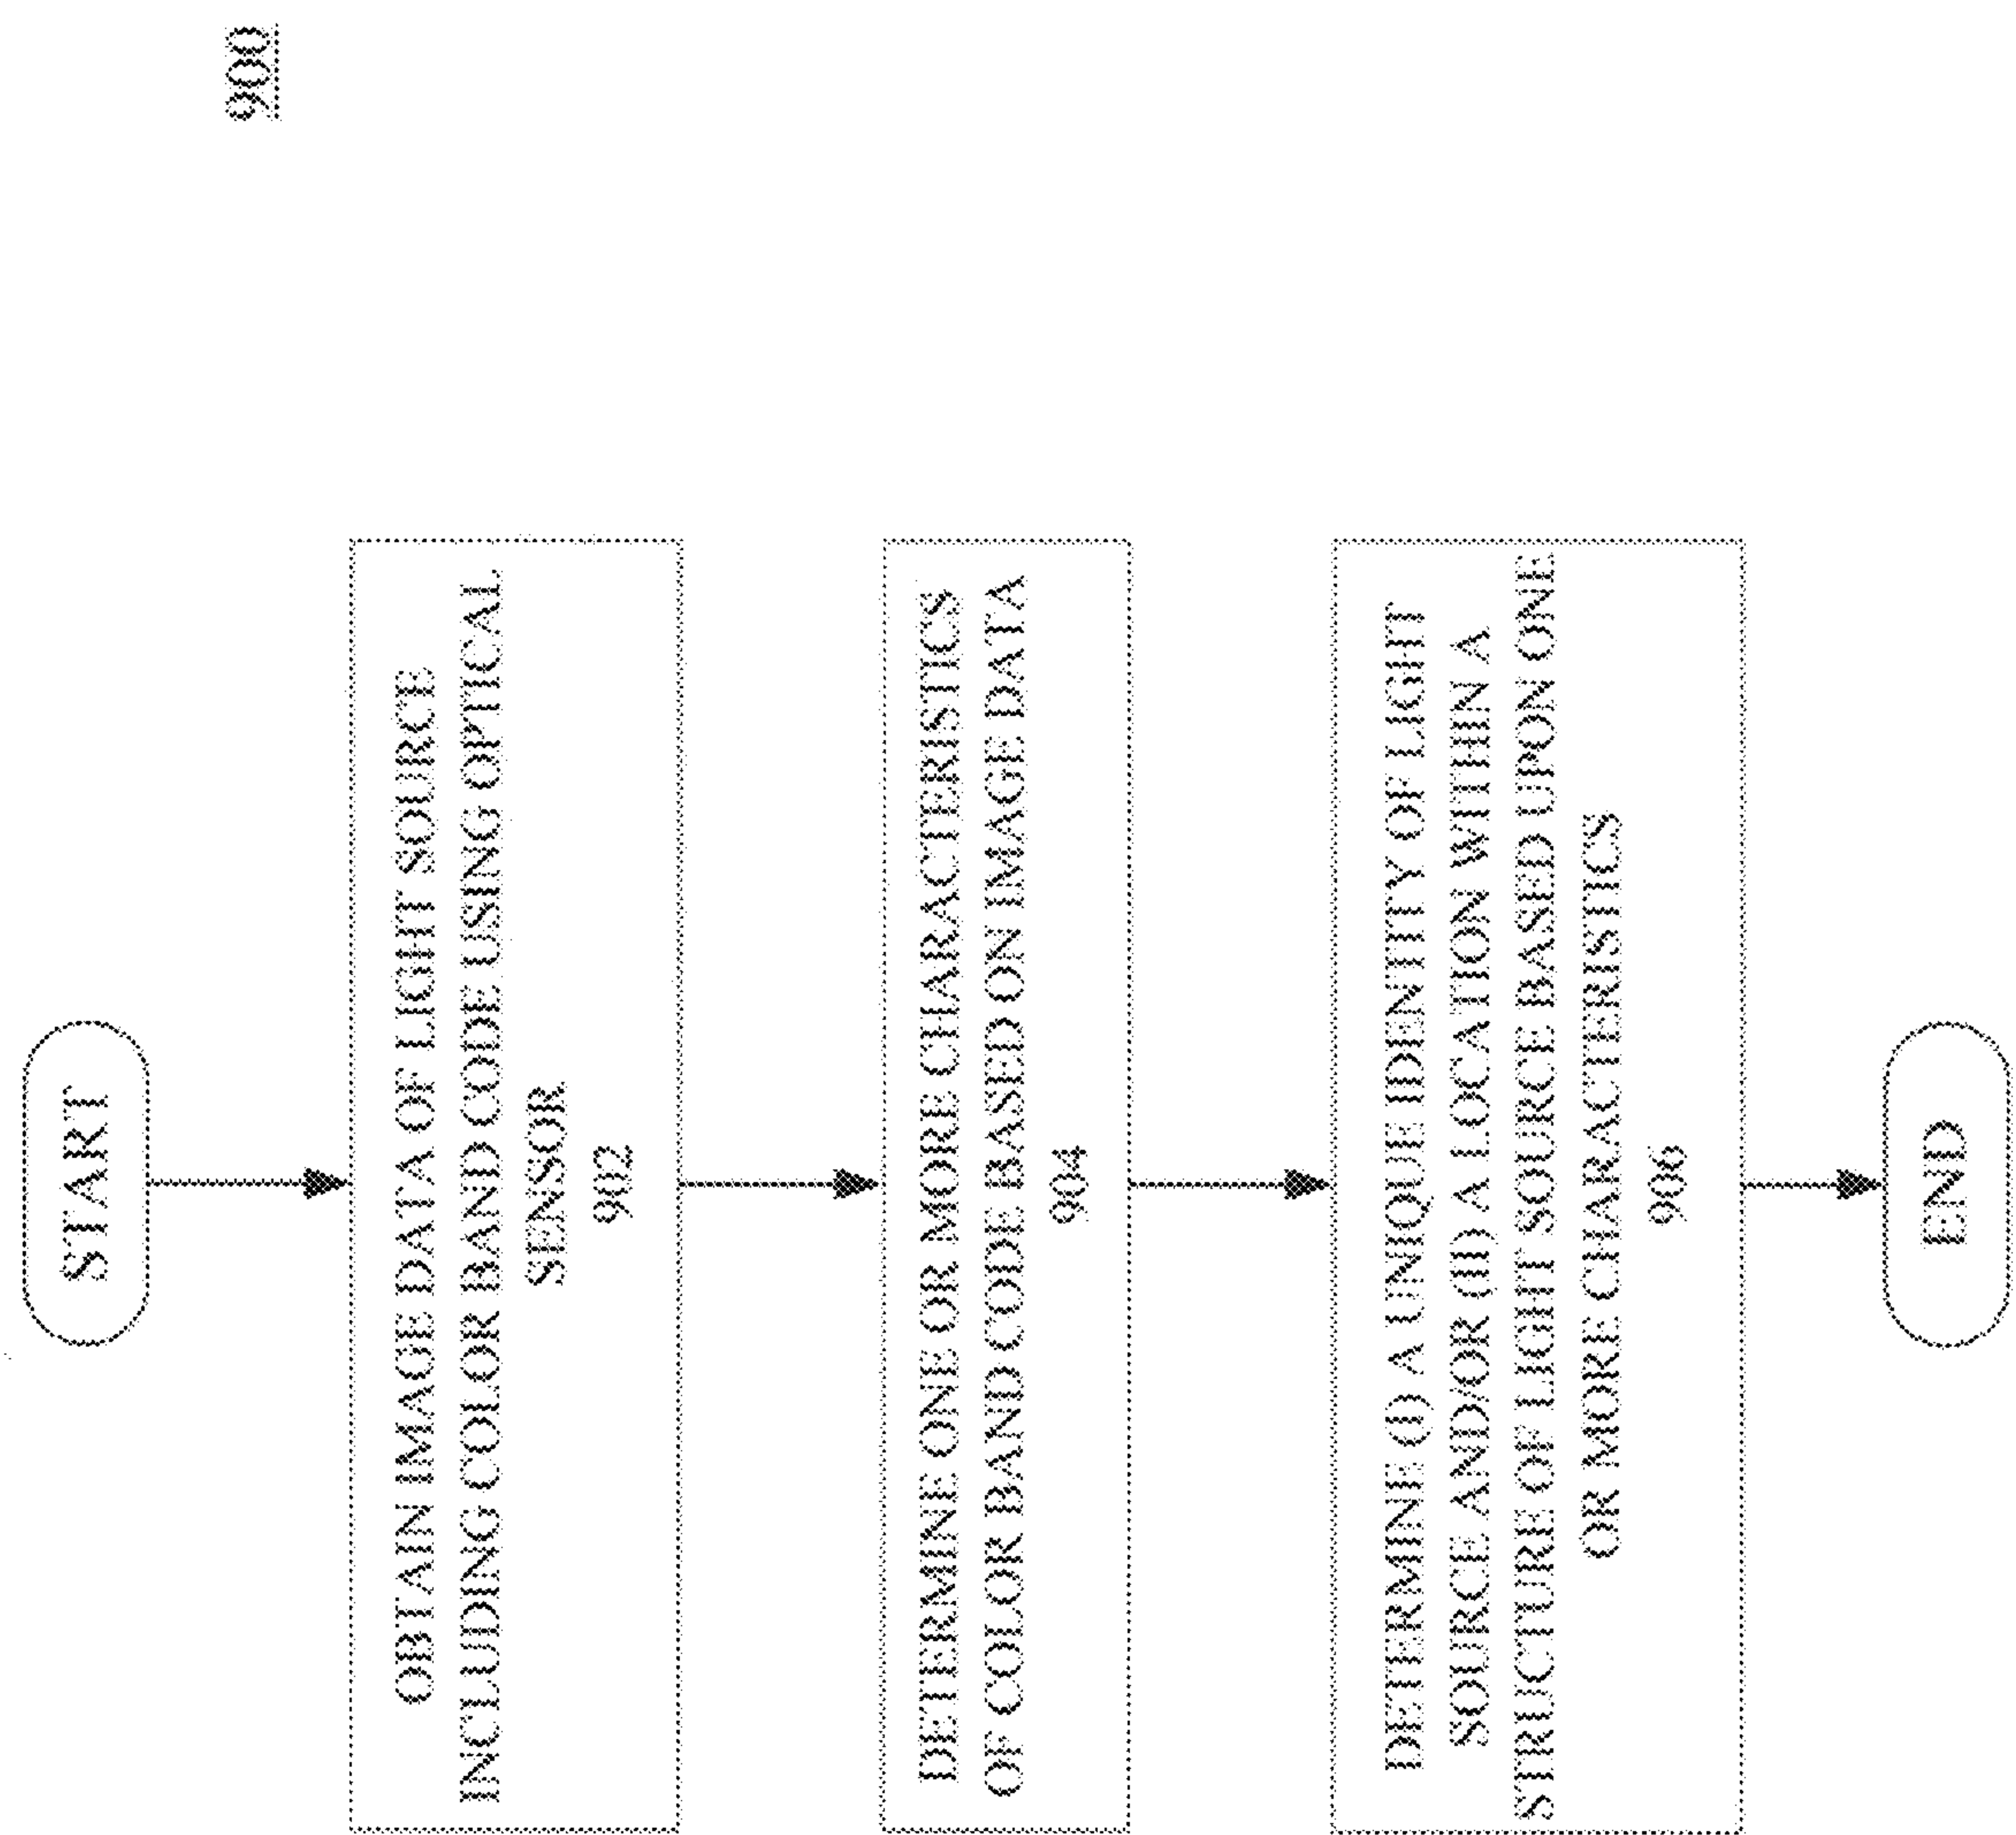 900
START
OBTAIN IMAGE DATA OF LIGHT SOURCE
INCLUDING COLOR BAND CODE USING OPTICAL
SENSOR
902
DETERMINE ONE OR MORE CHARACTERISTICS
OF COLOR BAND CODE BASED ON IMAGE DATA
904
DETERMINE (I) A UNIQUE IDENTITY OF LIGHT
SOURCE AND/OR (II) A LOCATION WITHIN A
STRUCTURE OF LIGHT SOURCE BASED UPON ONE
OR MORE CHARACTERISTICS
906
END